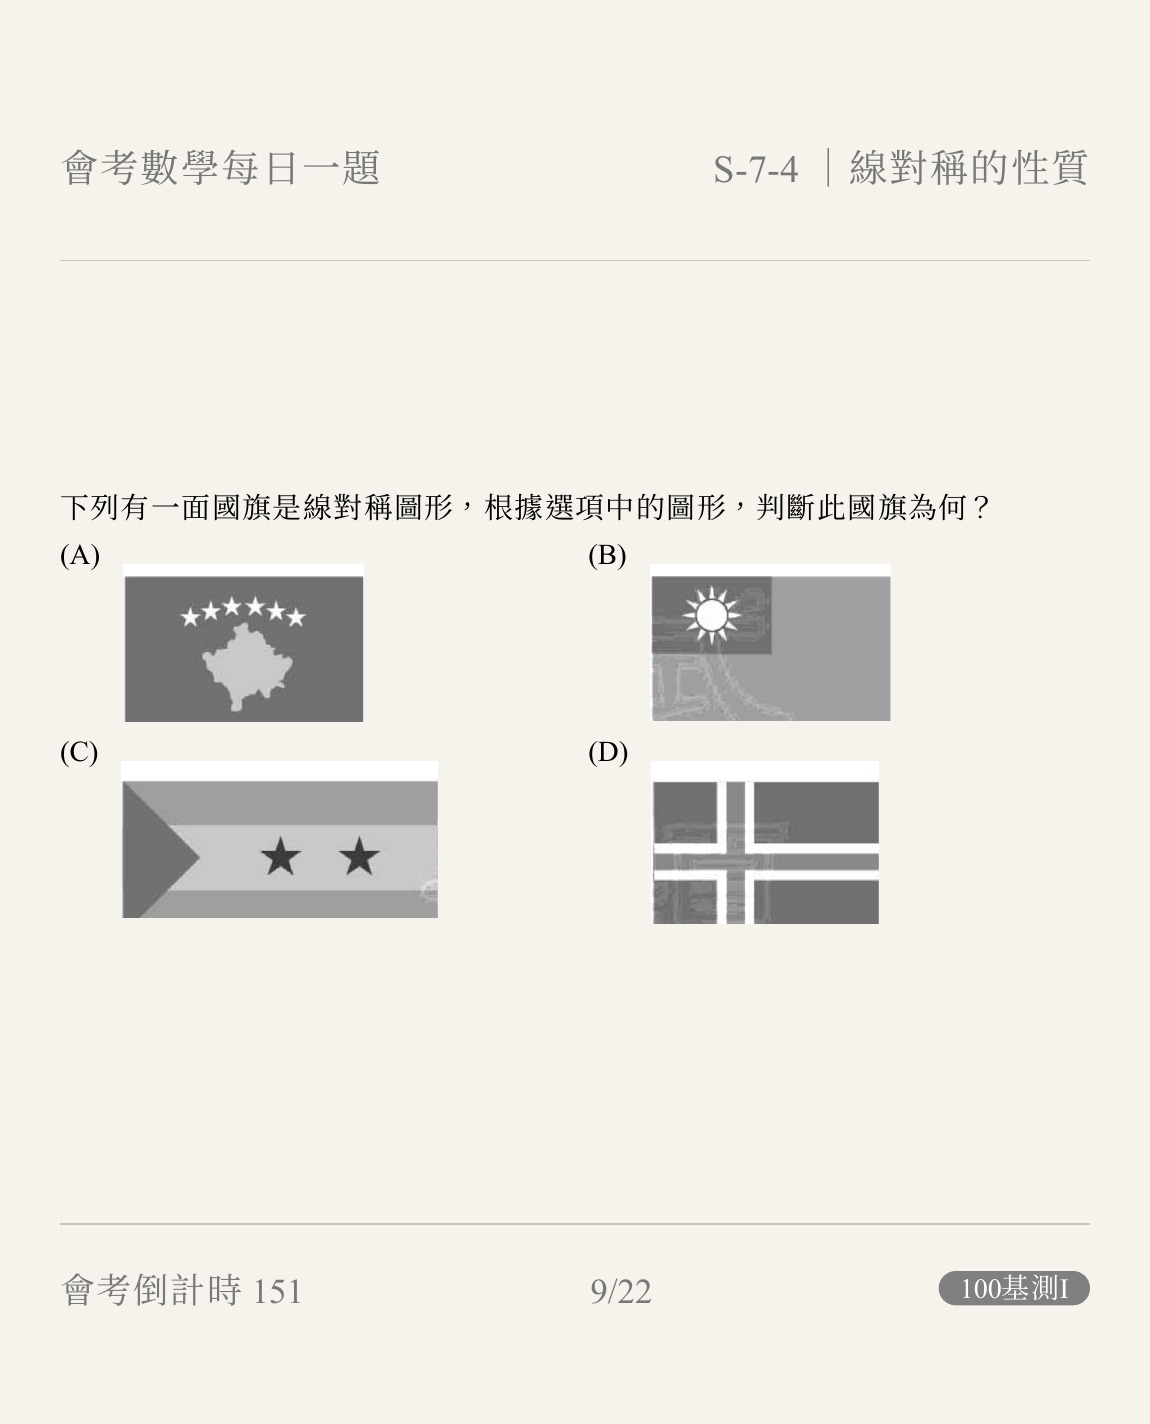 會考數學每日一題
S-7-4 ｜線對稱的性質
下列有一面國旗是線對稱圖形，根據選項中的圖形，判斷此國旗為何？
(A)
(B)
(C)
(D)
會考倒計時 151
9/22
100基測I